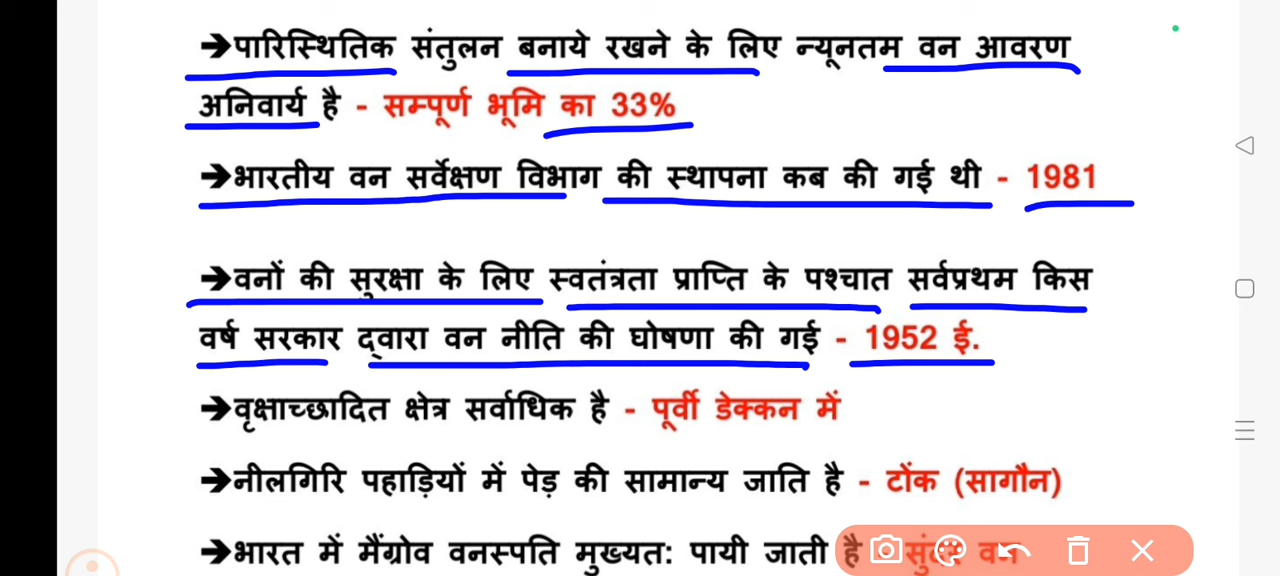 ➔पारिस्थितिक संतुलन बनाये रखने के लिए न्यूनतम वन आवरण
अनिवार्य है - सम्पूर्ण भूमि का 33%
➔भारतीय वन सर्वेक्षण विभाग की स्थापना कब की गई थी - 1981
➔वनों की सुरक्षा के लिए स्वतंत्रता प्राप्ति के पश्चात सर्वप्रथम किस
वर्ष सरकार द्वारा वन नीति की घोषणा की गई - 1952 ई.
➔वृक्षाच्छादित क्षेत्र सर्वाधिक है - पूर्वी डेक्कन में
➔नीलगिरि पहाड़ियों में पेड़ की सामान्य जाति है - टोंक (सागौन)
➔भारत में मैंग्रोव वनस्पति मुख्यत: पायी जाती है